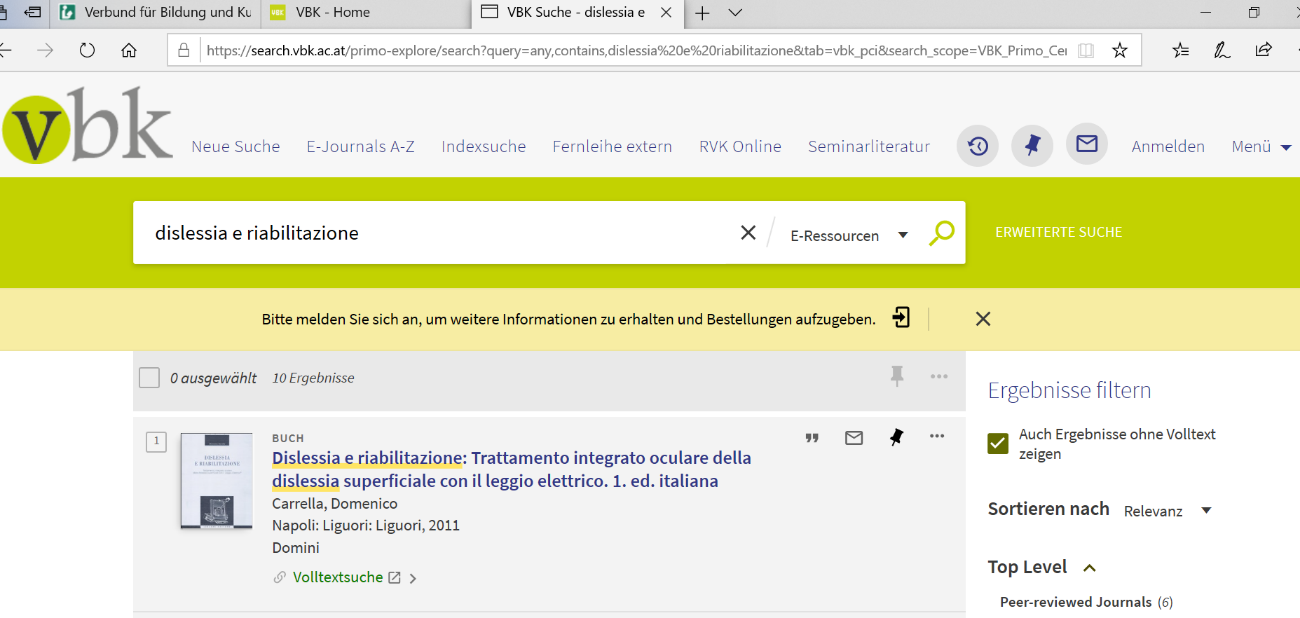 Verbund für Bildung und Ku
VBK - Home
VBK Suche - dislessia e
https://search.vbk.ac.at/primo-explore/search?query=any,contains,dislessia%20e%20riabilitazione&tab=vbk_pci&search_scope=VBK_Primo_Cer
vbk
Neue Suche E-Journals A-Z Indexsuche Fernleihe extern RVK Online Seminarliteratur Anmelden Menü
dislessia e riabilitazione
E-Ressourcen
ERWEITERTE SUCHE
Bitte melden Sie sich an, um weitere Informationen zu erhalten und Bestellungen aufzugeben.
0 ausgewählt 10 Ergebnisse
1
DISLESSIA
E RIABILITAZIONE
BUCH
Dislessia e riabilitazione: Trattamento integrato oculare della
dislessia superficiale con il leggio elettrico. 1. ed. italiana
Carrella, Domenico
Napoli: Liguori: Liguori, 2011
Domini
Volltextsuche
Ergebnisse filtern
Auch Ergebnisse ohne Volltext
zeigen
Sortieren nach Relevanz
Top Level
Peer-reviewed Journals (6)